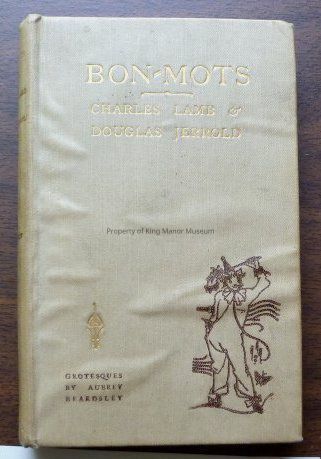 BON-MOTS
CHARLES LAMB &
DOUGLAS JERROLD
Property of King Manor Museum
GROTESQUES
BY AUBREY
BEARDSLEY